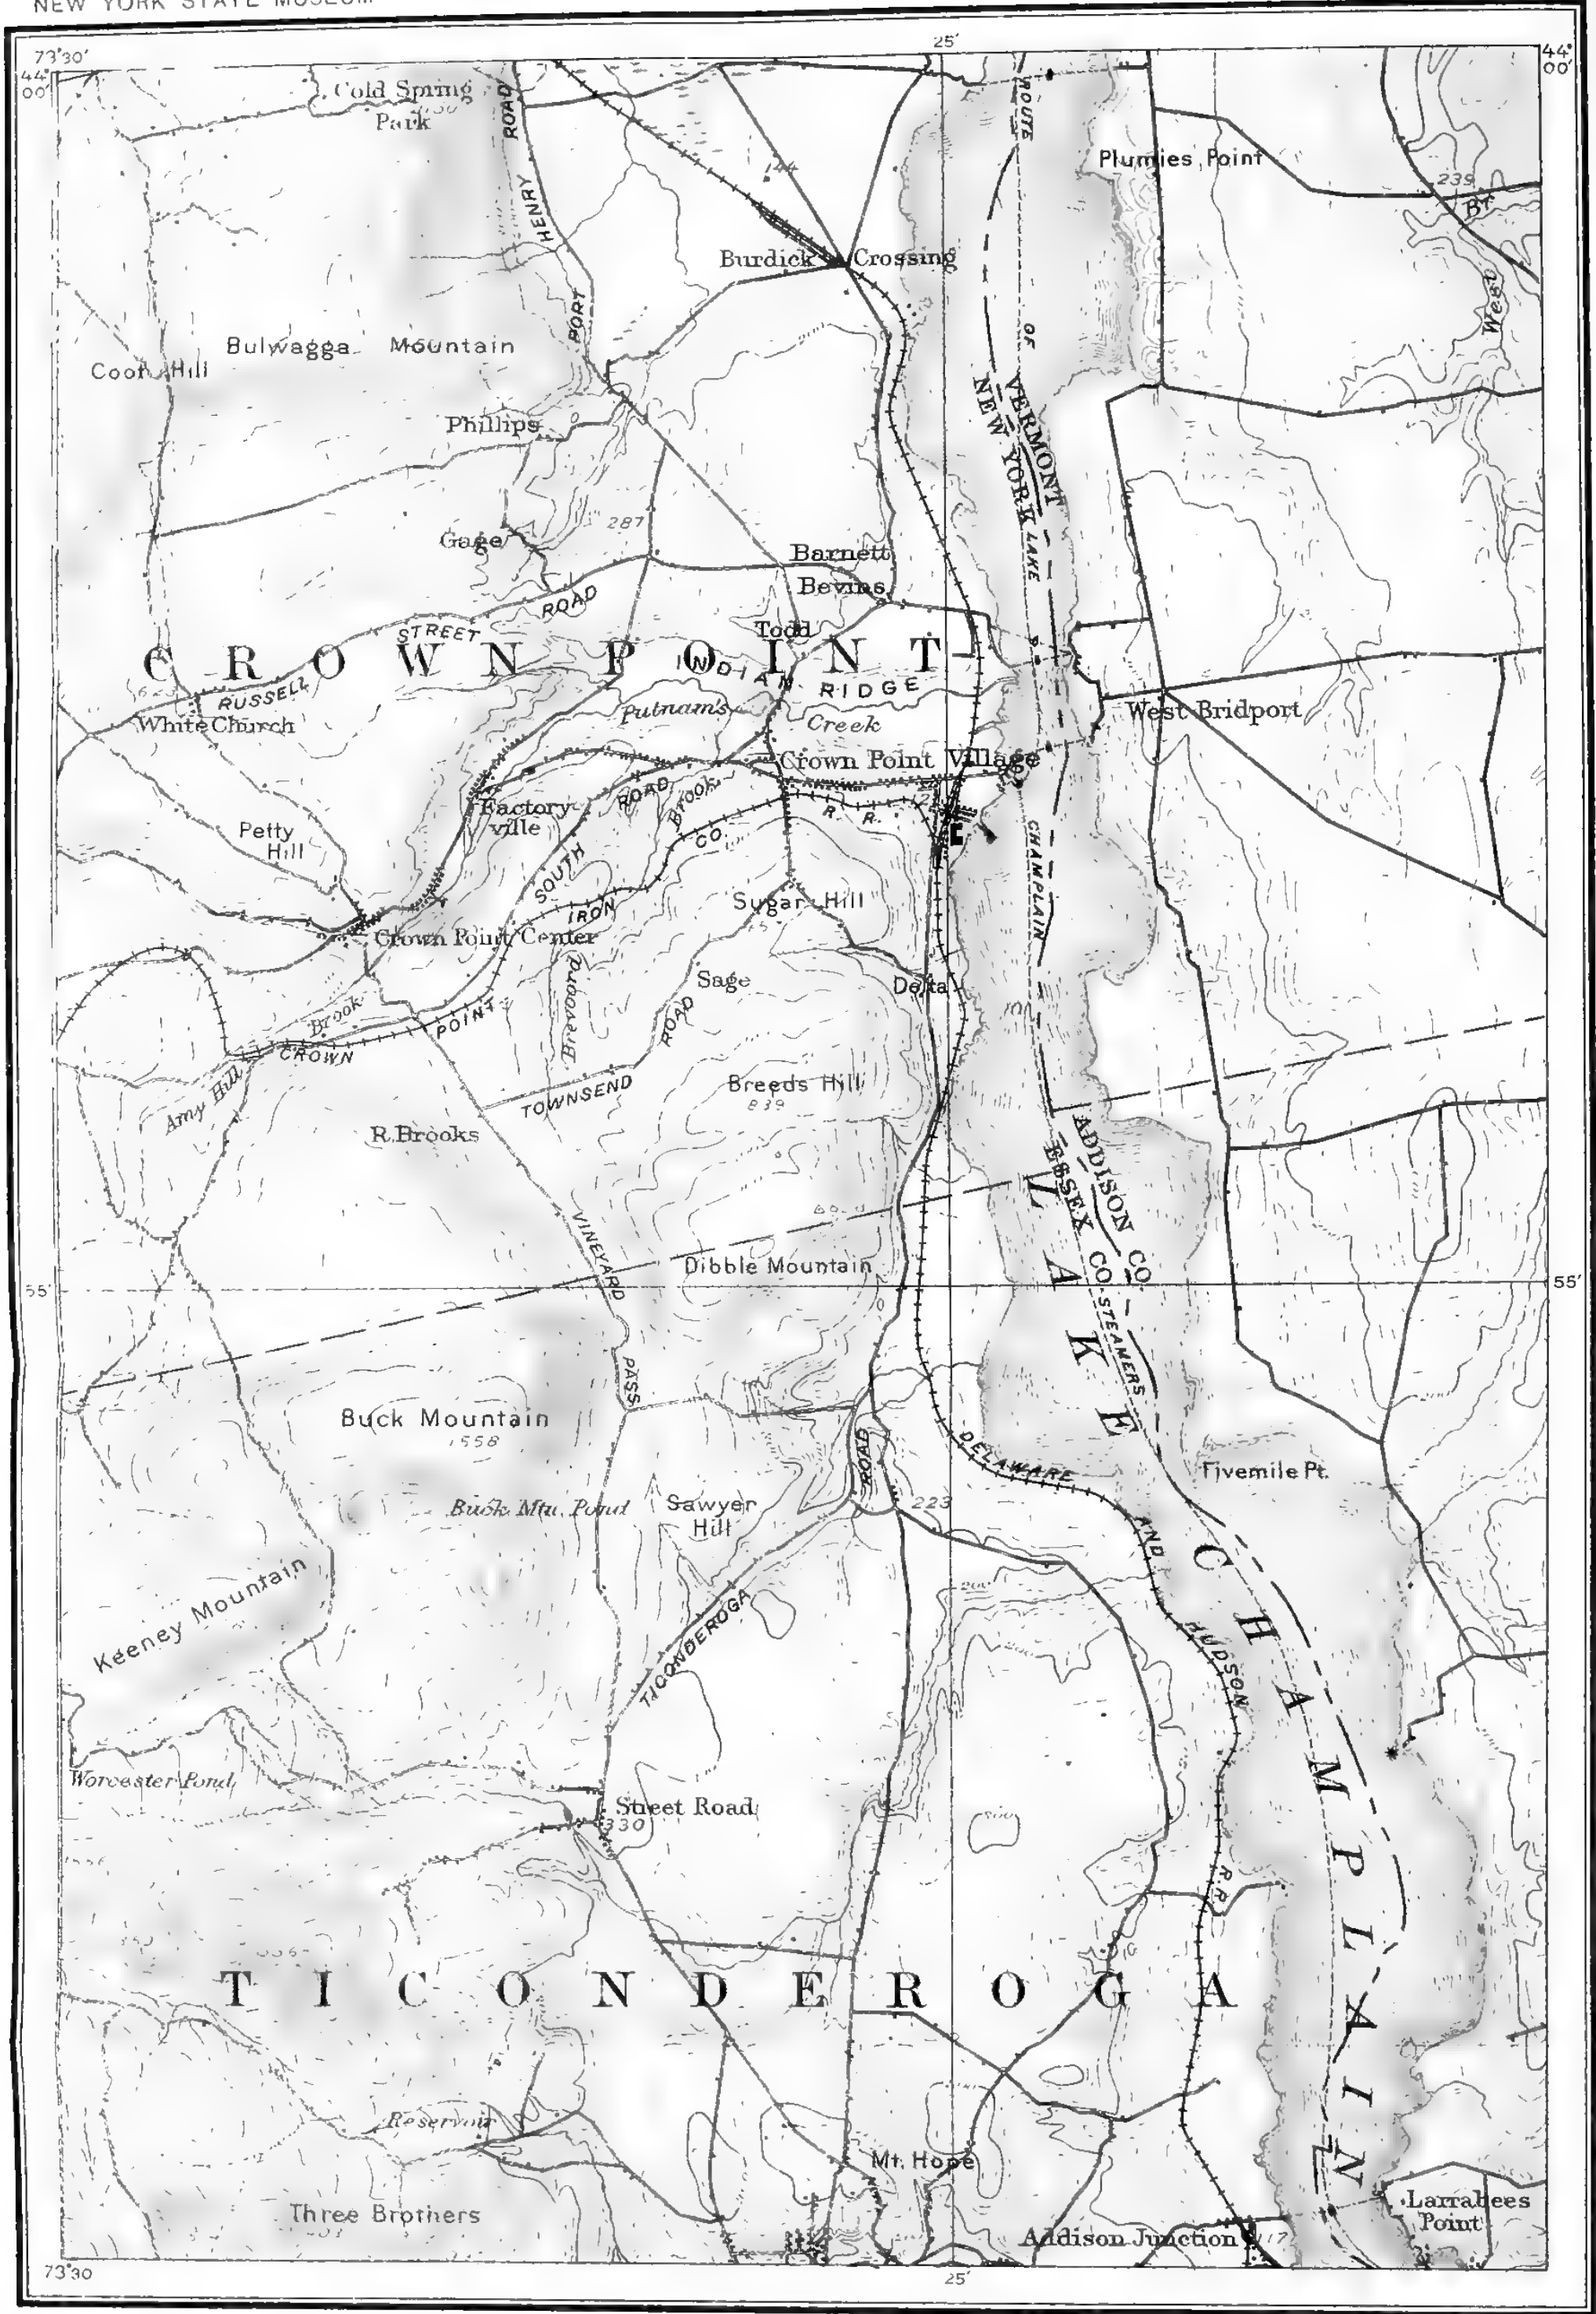 NEW YORK STATE MUSEUM
73°30'
25'
44°
00'
44°
00'
Cold Spring
Park
ROAD
HENRY
PORT
ROUTE
OF
Plumies Point
144
239
Br.
West
Burdick Crossing
Bulwagga Mountain
Coot Hill
Phillips
VERMONT
NEW YORK
LAKE
Gage
287
Barnett
Bevins
Todd
ROAD
STREET
RUSSELL
CROWN POINT
INDIAN RIDGE
White Church
Putnam's
Creek
West Bridport
Crown Point Village
Factory
ville
ROAD
BROOK
SOUTH
IRON
CO.
R. R.
E
CHAMPLAIN
Petty
Hill
Sugar Hill
Crown Point Center
Sage
ROAD
Delta
Brook
CROWN
POINT
Amy Hill
TOWNSEND
Breeds Hill
839
R. Brooks
ADDISON CO.
ESSEX CO.
VINEYARD
PASS
55'
Dibble Mountain
55'
STEAMERS
LAKE
Buck Mountain
1558
ROAD
DELAWARE
Fivemile Pt.
Buck Mtn. Pond
Sawyer
Hill
223
AND
HUDSON
R.R.
CHAMPLAIN
Keeney Mountain
TICONDEROGA
Worcester Pond
Street Road
330
TICONDEROGA
Reservoir
Mt. Hope
Three Brothers
Larrabees
Point
Addison Junction
117
73°30
25'